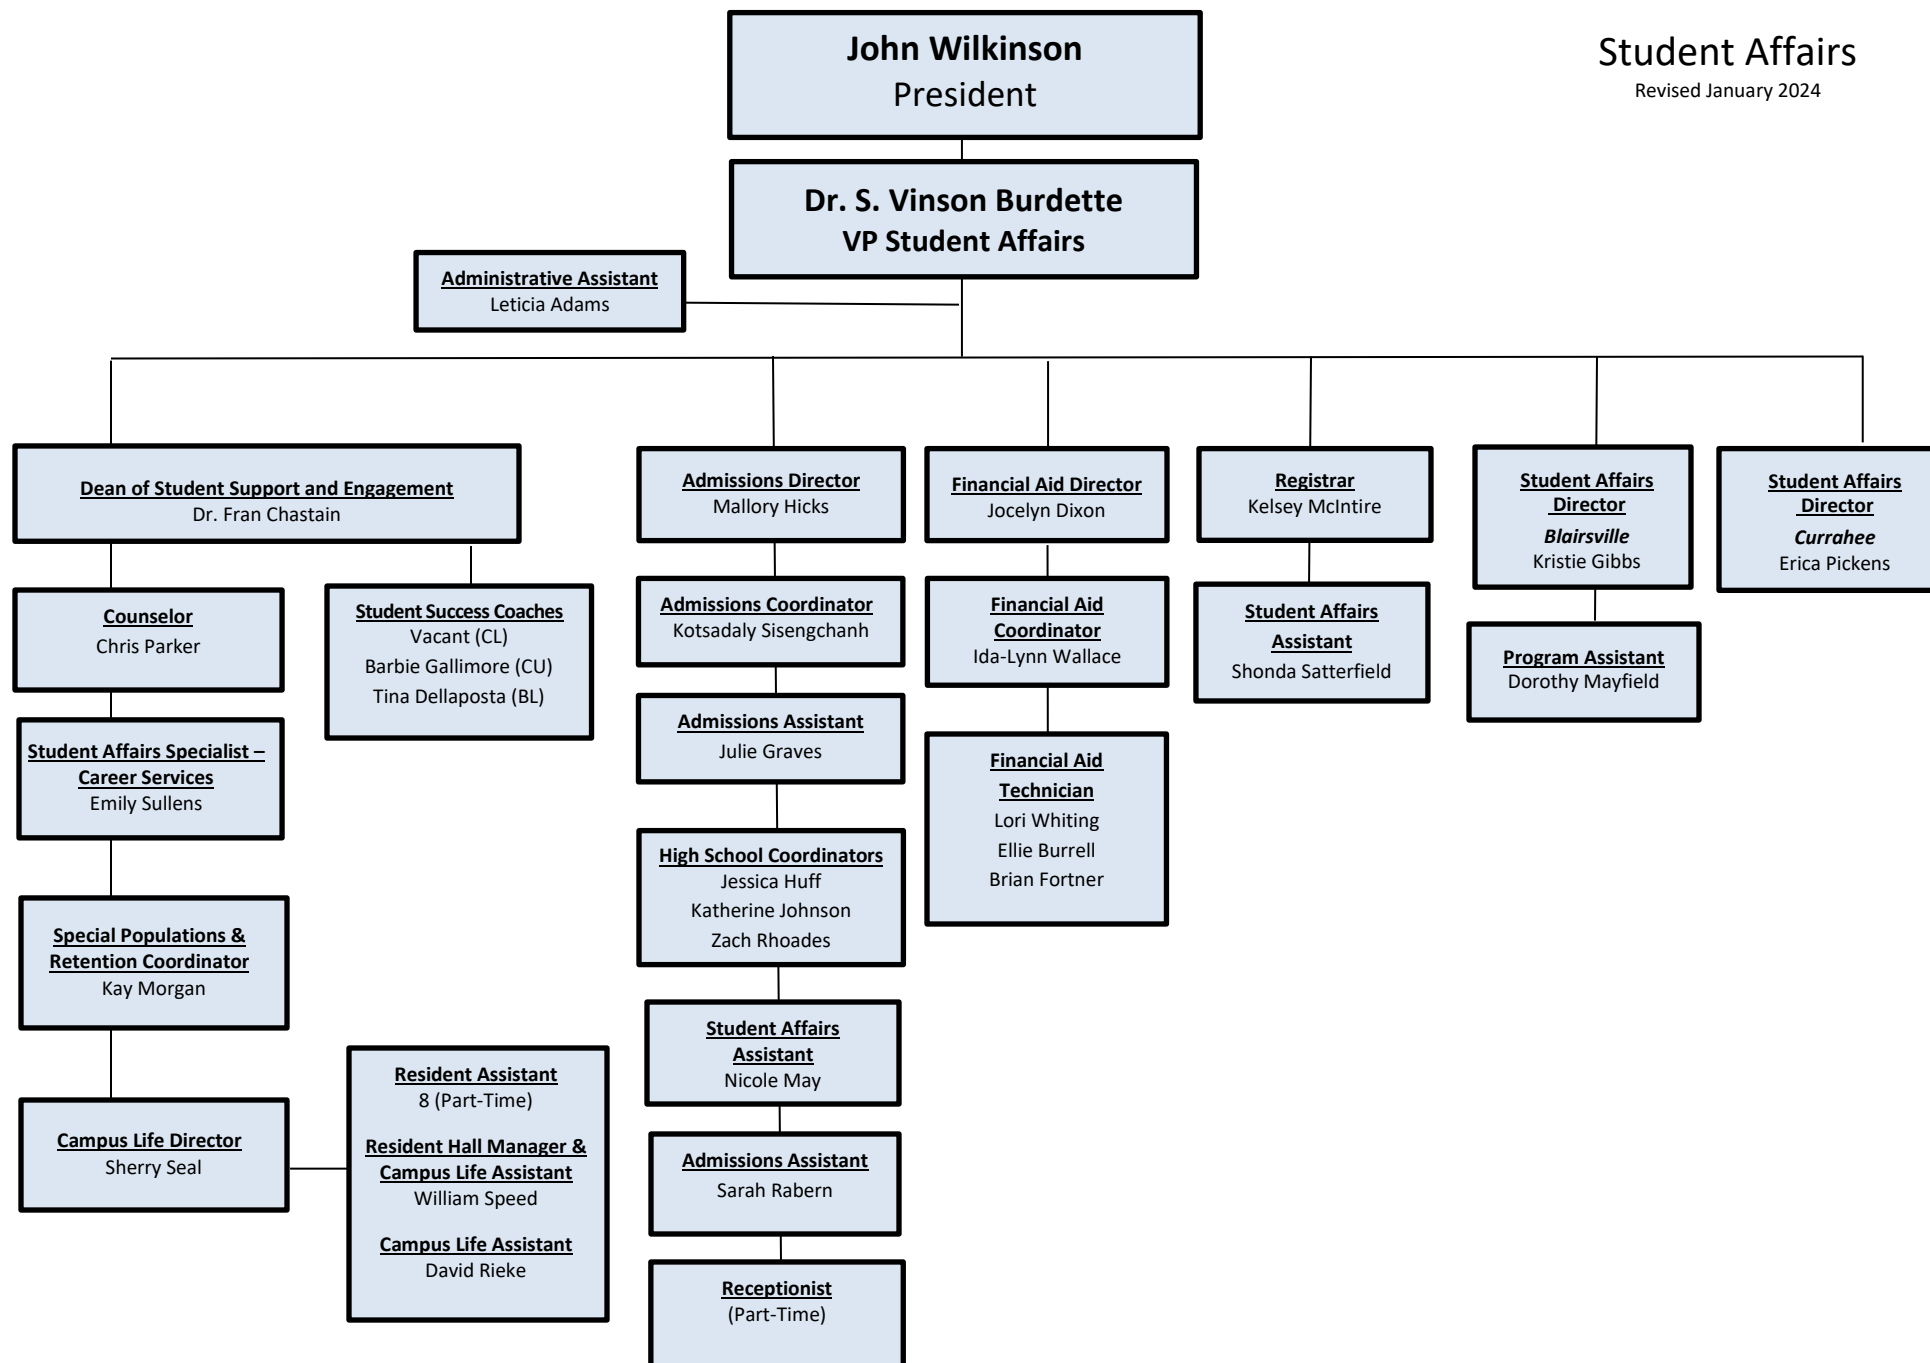 John Wilkinson
President
Student Affairs
Revised January 2024
Dr. S. Vinson Burdette
VP Student Affairs
Administrative Assistant
Leticia Adams
Dean of Student Support and Engagement
Dr. Fran Chastain
Counselor
Chris Parker
Student Success Coaches
Vacant (CL)
Barbie Gallimore (CU)
Tina Dellaposta (BL)
Student Affairs Specialist –
Career Services
Emily Sullens
Special Populations &
Retention Coordinator
Kay Morgan
Campus Life Director
Sherry Seal
Resident Assistant
8 (Part-Time)
Resident Hall Manager &
Campus Life Assistant
William Speed
Campus Life Assistant
David Rieke
Admissions Director
Mallory Hicks
Admissions Coordinator
Kotsadaly Sisengchanh
Admissions Assistant
Julie Graves
High School Coordinators
Jessica Huff
Katherine Johnson
Zach Rhoades
Student Affairs
Assistant
Nicole May
Admissions Assistant
Sarah Rabern
Receptionist
(Part-Time)
Financial Aid Director
Jocelyn Dixon
Financial Aid
Coordinator
Ida-Lynn Wallace
Financial Aid
Technician
Lori Whiting
Ellie Burrell
Brian Fortner
Registrar
Kelsey McIntire
Student Affairs
Assistant
Shonda Satterfield
Student Affairs
Director
Blairsville
Kristie Gibbs
Program Assistant
Dorothy Mayfield
Student Affairs
Director
Currahee
Erica Pickens